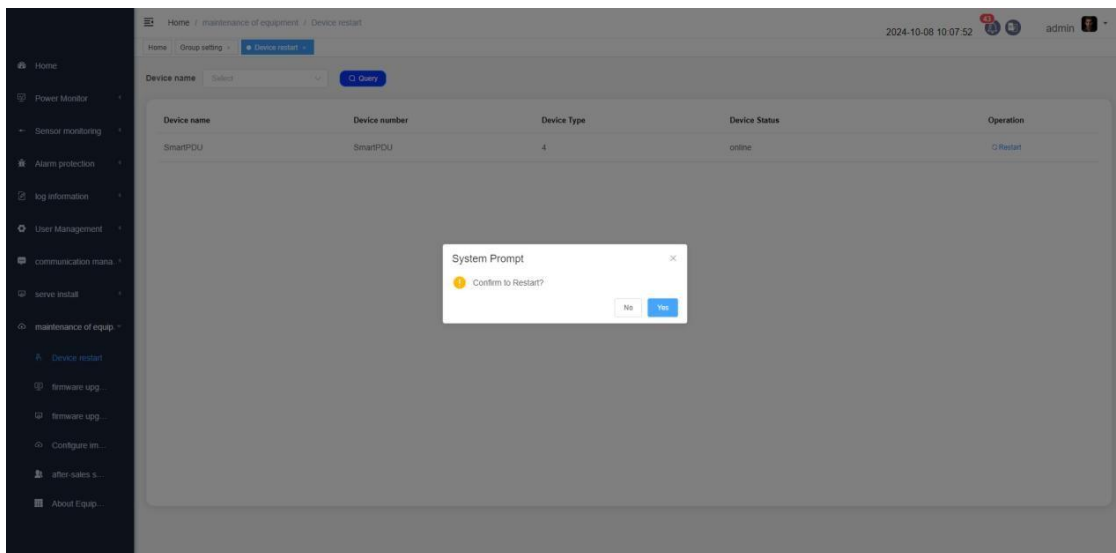 Home / maintenance of equipment / Device restart
2024-10-08 10:07:52
43
admin
Home
Group setting ×
Device restart ×
Device name
Select
Query
Device name Device number Device Type Device Status Operation
SmartPDU SmartPDU 4 online Restart
Home
Power Monitor
Sensor monitoring
Alarm protection
log information
User Management
communication mana.
serve install
maintenance of equip.
Device restart
firmware upg...
firmware upg...
Configure im...
after-sales s...
About Equip...
System Prompt
Confirm to Restart?
No
Yes